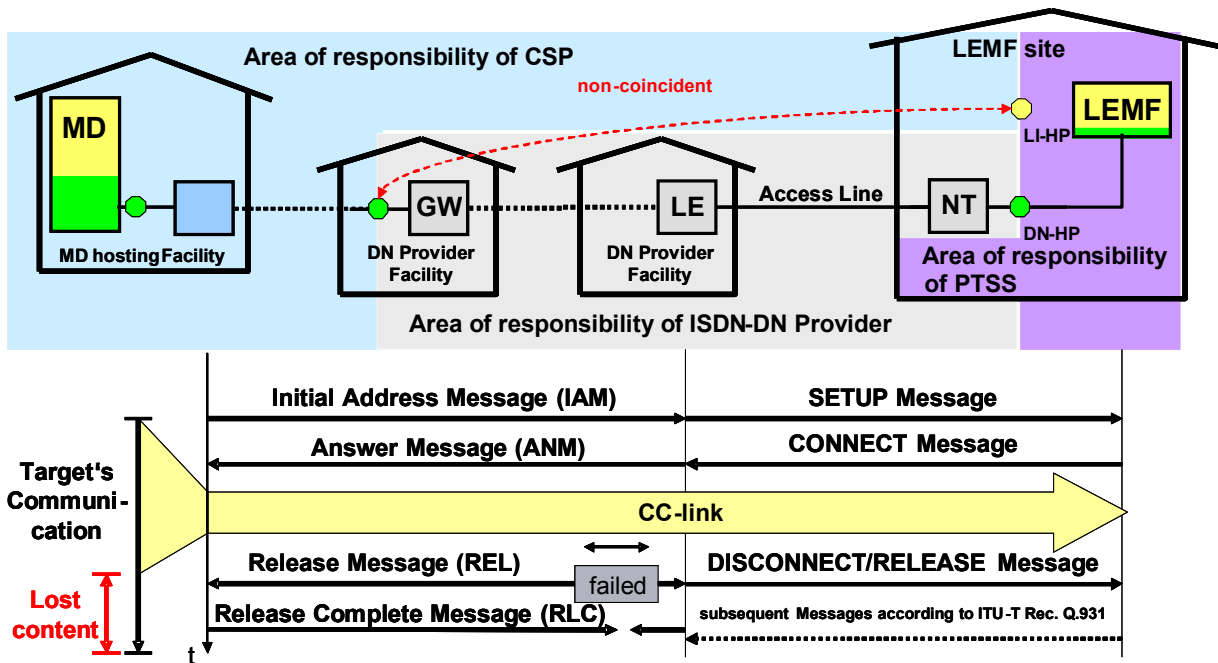 Area of responsibility of CSP
LEMF site
non-coincident
MD
LEMF
LI-HP
GW
LE
Access Line
NT
DN-HP
MD hosting Facility
DN Provider
Facility
DN Provider
Facility
Area of responsibility
of PTSS
Area of responsibility of ISDN-DN Provider
Initial Address Message (IAM)
SETUP Message
Answer Message (ANM)
CONNECT Message
Target's
Communi-
cation
CC-link
Release Message (REL)
failed
DISCONNECT/RELEASE Message
Lost
content
Release Complete Message (RLC)
subsequent Messages according to ITU-T Rec. Q.931
t